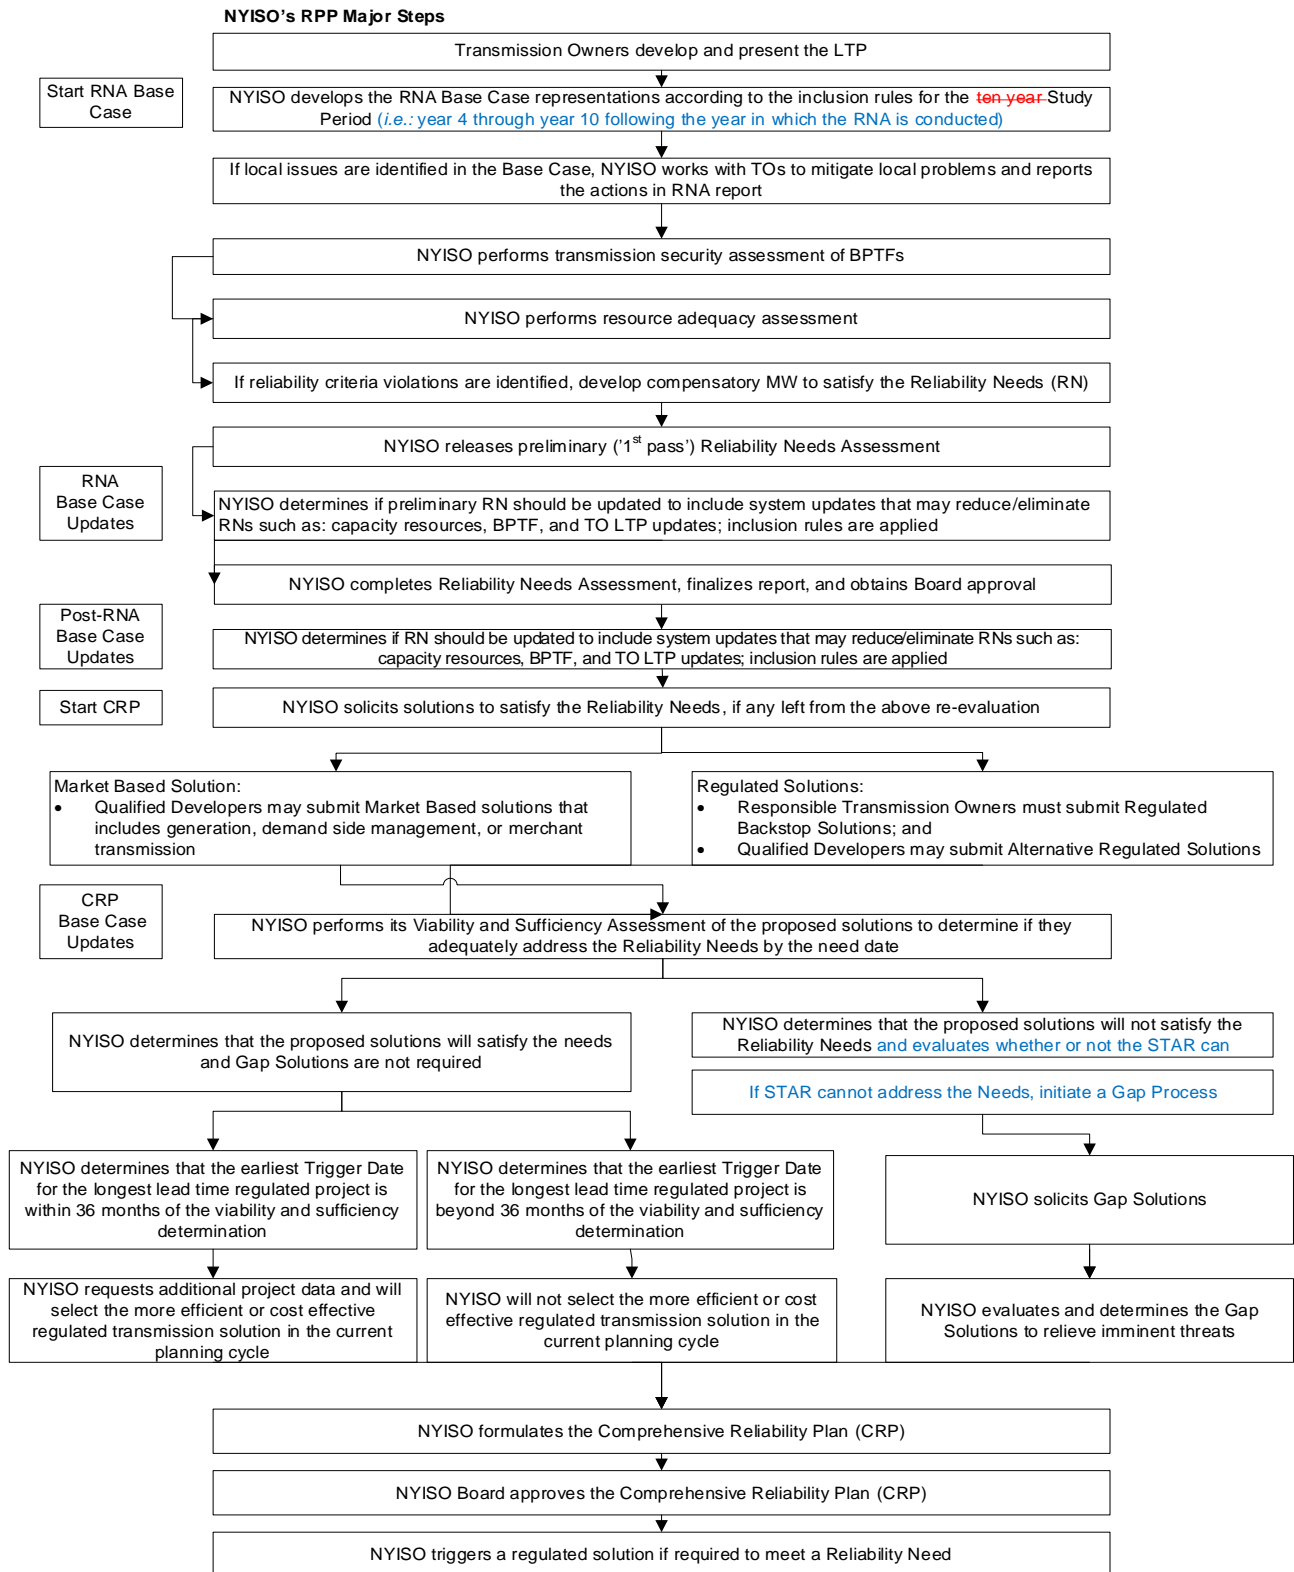 NYISO's RPP Major Steps
Transmission Owners develop and present the LTP
Start RNA Base
Case
NYISO develops the RNA Base Case representations according to the inclusion rules for the ten year Study
Period (i.e.: year 4 through year 10 following the year in which the RNA is conducted)
If local issues are identified in the Base Case, NYISO works with TOs to mitigate local problems and reports
the actions in RNA report
NYISO performs transmission security assessment of BPTFs
NYISO performs resource adequacy assessment
If reliability criteria violations are identified, develop compensatory MW to satisfy the Reliability Needs (RN)
NYISO releases preliminary ('1st pass') Reliability Needs Assessment
RNA
Base Case
Updates
NYISO determines if preliminary RN should be updated to include system updates that may reduce/eliminate
RNs such as: capacity resources, BPTF, and TO LTP updates; inclusion rules are applied
NYISO completes Reliability Needs Assessment, finalizes report, and obtains Board approval
Post-RNA
Base Case
Updates
NYISO determines if RN should be updated to include system updates that may reduce/eliminate RNs such as:
capacity resources, BPTF, and TO LTP updates; inclusion rules are applied
Start CRP
NYISO solicits solutions to satisfy the Reliability Needs, if any left from the above re-evaluation
Market Based Solution:
• Qualified Developers may submit Market Based solutions that
includes generation, demand side management, or merchant
transmission
Regulated Solutions:
• Responsible Transmission Owners must submit Regulated
Backstop Solutions; and
• Qualified Developers may submit Alternative Regulated Solutions
CRP
Base Case
Updates
NYISO performs its Viability and Sufficiency Assessment of the proposed solutions to determine if they
adequately address the Reliability Needs by the need date
NYISO determines that the proposed solutions will satisfy the needs
and Gap Solutions are not required
NYISO determines that the proposed solutions will not satisfy the
Reliability Needs and evaluates whether or not the STAR can
If STAR cannot address the Needs, initiate a Gap Process
NYISO determines that the earliest Trigger Date
for the longest lead time regulated project is
within 36 months of the viability and sufficiency
determination
NYISO determines that the earliest Trigger Date
for the longest lead time regulated project is
beyond 36 months of the viability and sufficiency
determination
NYISO solicits Gap Solutions
NYISO requests additional project data and will
select the more efficient or cost effective
regulated transmission solution in the current
planning cycle
NYISO will not select the more efficient or cost
effective regulated transmission solution in the
current planning cycle
NYISO evaluates and determines the Gap
Solutions to relieve imminent threats
NYISO formulates the Comprehensive Reliability Plan (CRP)
NYISO Board approves the Comprehensive Reliability Plan (CRP)
NYISO triggers a regulated solution if required to meet a Reliability Need